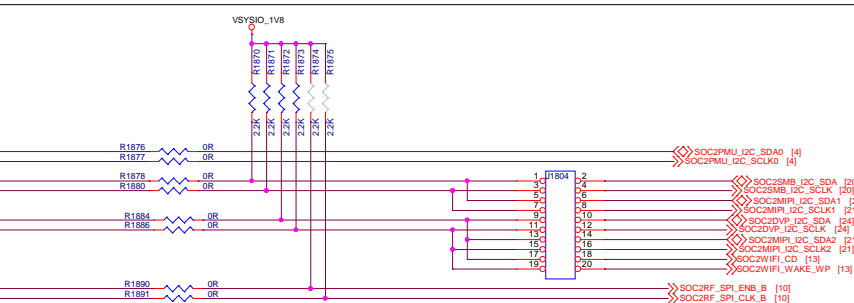 VSYSIO_1V8
R1870
R1871
R1872
R1873
R1874
R1875
2.2K
2.2K
2.2K
2.2K
2.2K
2.2K
R1876 0R SOC2PMU_I2C_SDA0 [4]
R1877 0R SOC2PMU_I2C_SCLK0 [4]
J1804
R1878 0R 1 2 SOC2SMB_I2C_SDA [20
R1880 0R 3 4 SOC2SMB_I2C_SCLK [20]
5 6 SOC2MIPI_I2C_SDA1 [2
7 8 SOC2MIPI_I2C_SCLK1 [21
R1884 0R 9 10 SOC2DVP_I2C_SDA [24]
R1886 0R 11 12 SOC2DVP_I2C_SCLK [24]
13 14 SOC2MIPI_I2C_SDA2 [21
15 16 SOC2MIPI_I2C_SCLK2 [21]
17 18 SOC2WIFI_CD [13]
19 20 SOC2WIFI_WAKE_WP [13]
R1890 0R SOC2RF_SPI_ENB_B [10]
R1891 0R SOC2RF_SPI_CLK_B [10]